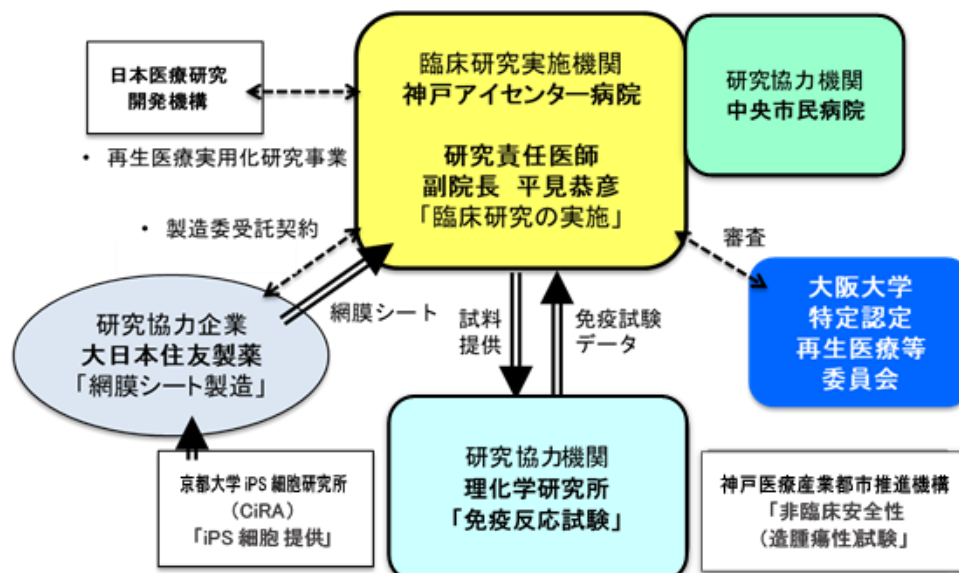 日本医療研究
開発機構
臨床研究実施機関
神戸アイセンター病院
研究責任医師
副院長 平見恭彦
「臨床研究の実施」
研究協力機関
中央市民病院
• 再生医療実用化研究事業
• 製造委受託契約
審査
研究協力企業
大日本住友製薬
「網膜シート製造」
網膜シート
試料
提供
免疫試験
データ
大阪大学
特定認定
再生医療等
委員会
京都大学 iPS 細胞研究所
(CiRA)
「iPS 細胞 提供」
研究協力機関
理化学研究所
「免疫反応試験」
神戸医療産業都市推進機構
「非臨床安全性
(造腫瘍性)試験」